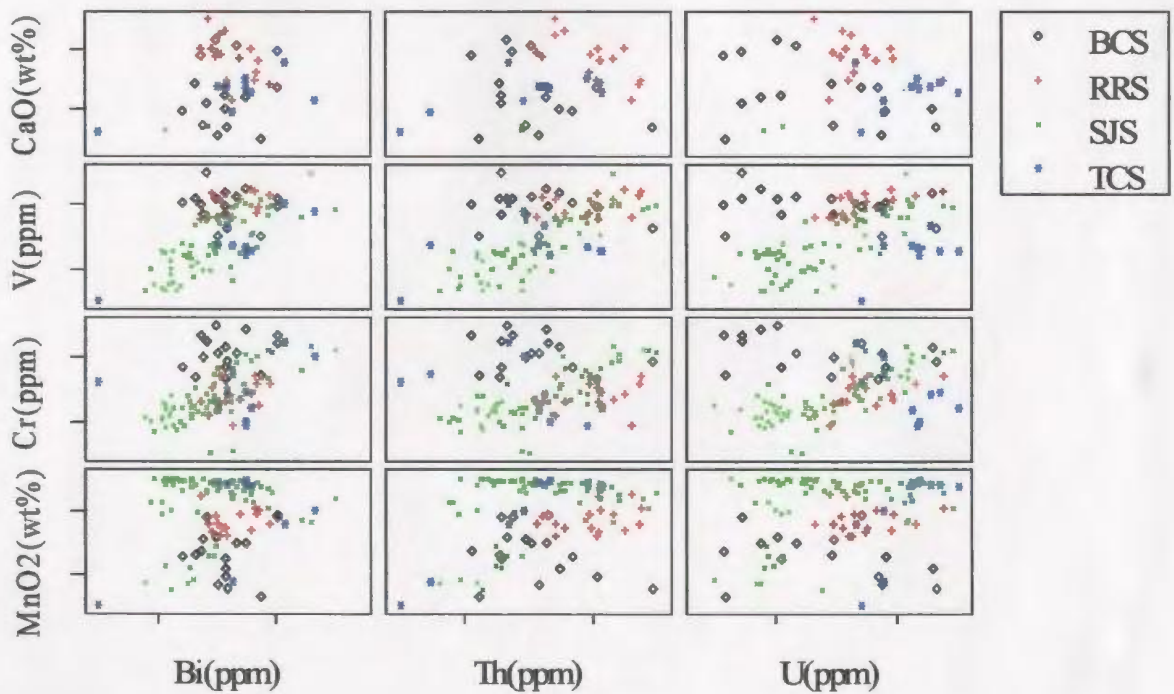 CaO(wt%)
V(ppm)
Cr(ppm)
MnO2(wt%)
Bi(ppm)
Th(ppm)
U(ppm)
BCS
RRS
SJS
TCS